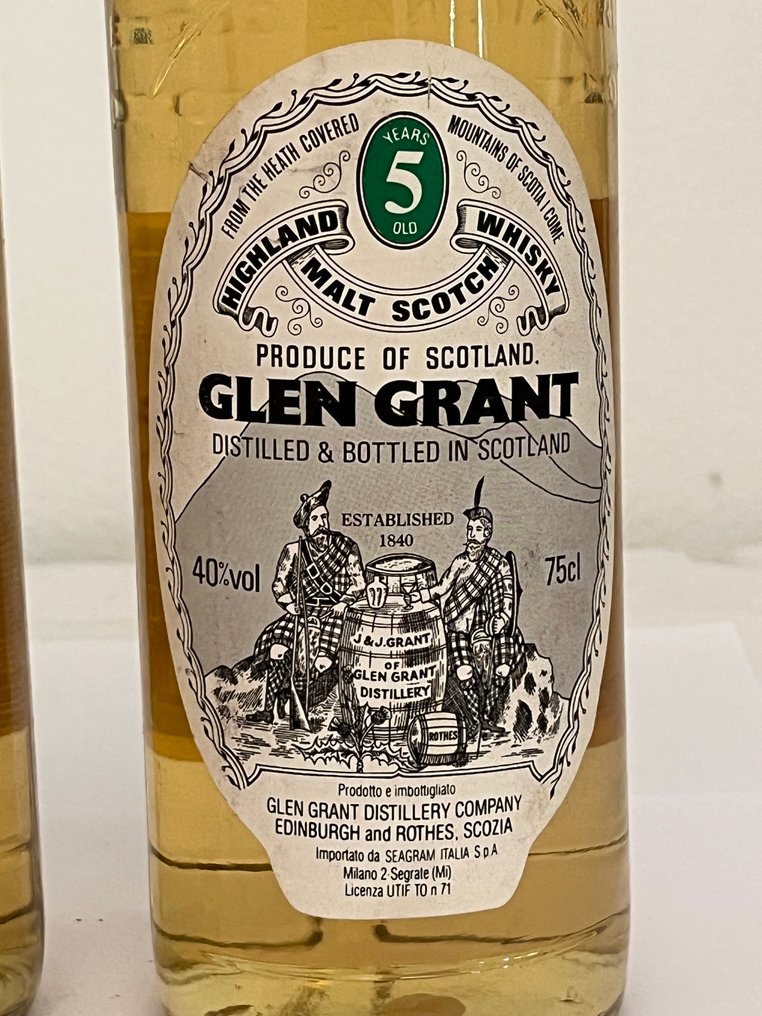 FROM THE HEATH COVERED MOUNTAINS OF SCOTIA I COME
YEARS
5
OLD
HIGHLAND MALT SCOTCH WHISKY
PRODUCE OF SCOTLAND.
GLEN GRANT
DISTILLED & BOTTLED IN SCOTLAND
ESTABLISHED
1840
40%vol
75cl
J & J. GRANT
OF
GLEN GRANT
DISTILLERY
ROTHES
Prodotto e imbottigliato
GLEN GRANT DISTILLERY COMPANY
EDINBURGH and ROTHES, SCOZIA
Importato da SEAGRAM ITALIA S.p.A.
Milano 2-Segrate (Mi)
Licenza UTIF TO n 71